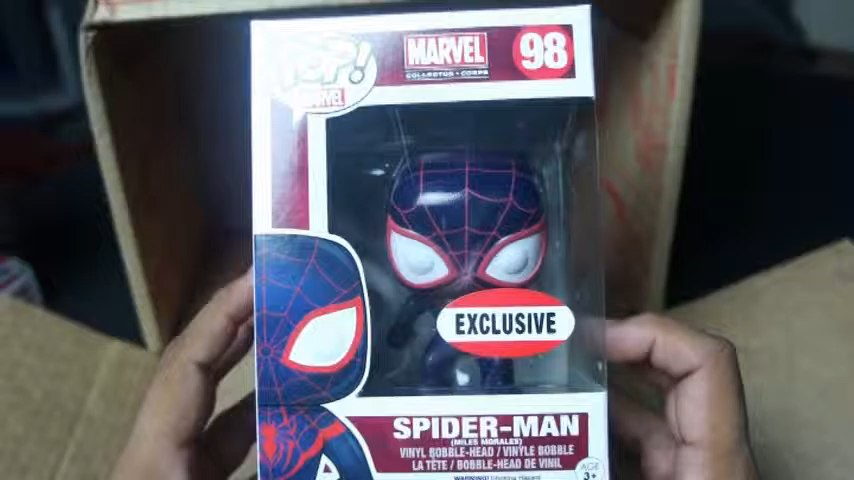 POP!
MARVEL
MARVEL
COLLECTOR • CORPS
98
EXCLUSIVE
SPIDER-MAN
(MILES MORALES)
VINYL BOBBLE-HEAD / VINYLE BOBBLE
LA TÊTE / BOBBLE-HEAD DE VINIL
AGE
3+
WARNING: